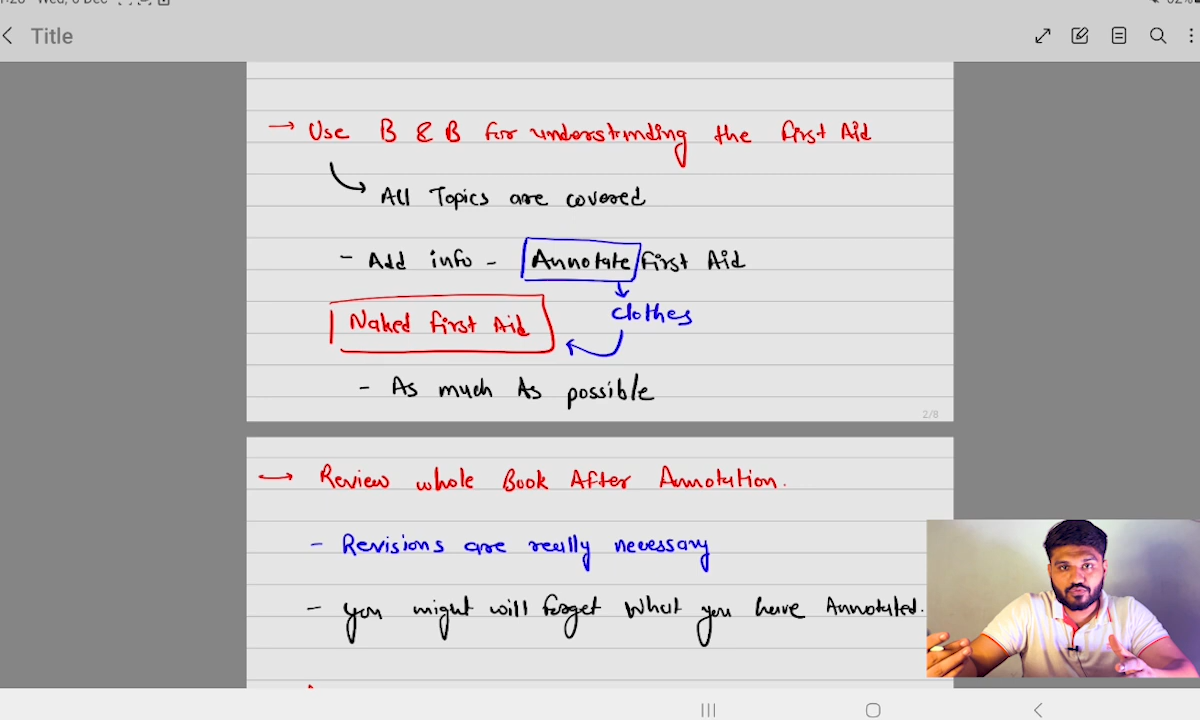 Title
→ Use B & B for understanding the First Aid
All Topics are covered
- Add info - Annotate First Aid
clothes
Naked First Aid
- As much As possible
2/8
→ Review whole Book After Annotation.
- Revisions are really necessary
- you might will forget What you have Annotated.